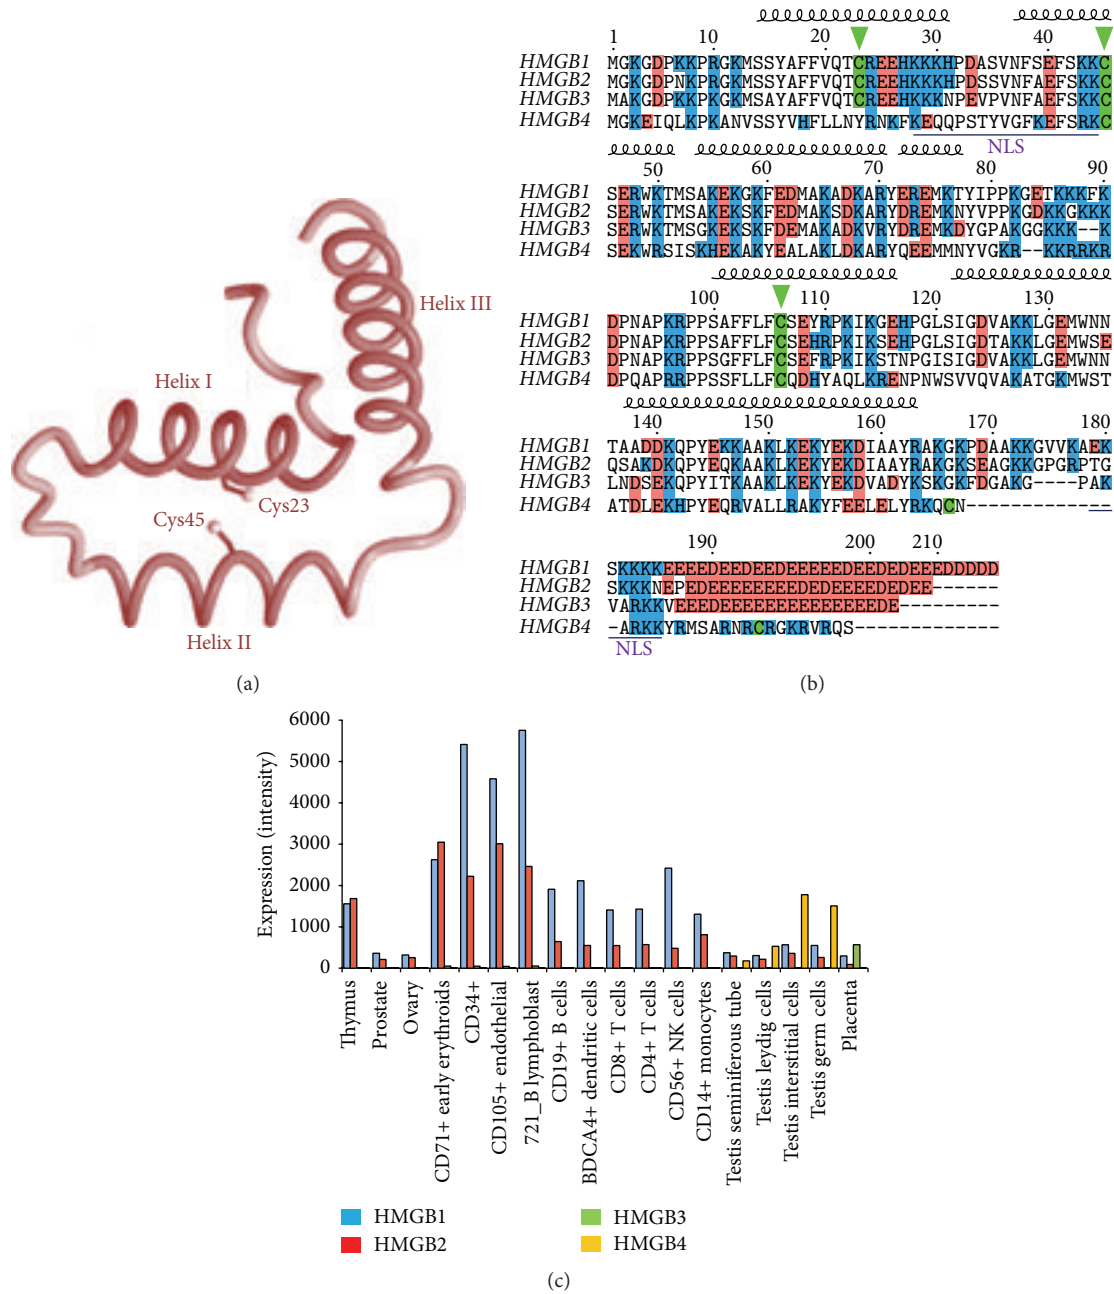 Helix III
Helix I
Cys23
Cys45
Helix II
(a)
1 10 20 30 40
HMGB1 MGKGDPKKPRGKMSSYAFFVQTCREEHKKKHPDASVNFSEFSKKC
HMGB2 MGKGDPNKPRGKMSSYAFFVQTCREEHKKKHPDSSVNFAEFSKKC
HMGB3 MAKGDPKKPKGKMSAYAFFVQTCREEHKKKNPEVPVNFAEFSKKC
HMGB4 MGKEIQLKPKANVSSYVHFLLNYRNKFKEQQPSTYVGFKEFSRKC
NLS
50 60 70 80 90
HMGB1 SERWKTMSAKEKGKFEDMAKADKARYEREMKTYIPPKGETKKKFK
HMGB2 SERWKTMSAKEKSKFEDMAKSDKARYDREMKNYVPPKGDKKGKKK
HMGB3 SERWKTMSGKEKSKFDEMAKADKVRYDREMKDYGPAKGGKKK--K
HMGB4 SEKWRSISKHEKAKYEALAKLDKARYQEEMMNYVGKR--KKRRKR
100 110 120 130
HMGB1 DPNAPKRPPSAFFLFCSEYRPKIKGEHPGLSIGDVAKKLGEMWNN
HMGB2 DPNAPKRPPSAFFLFCSEHRPKIKSEHPGLSIGDVAKKLGEMWSE
HMGB3 DPNAPKRPPSGFFLFCSEFRPKIKSTNPGISIGDVAKKLGEMWNN
HMGB4 DPQAPRRPPSSFLLFCQDHYAQLKRENPNWSVVQVAKATGKMWST
140 150 160 170 180
HMGB1 TAADDKQPYEKKAAKLKEKYEKDIAAYRAKGKPDAAKKGVVKAEK
HMGB2 QSAKDKQPYEQKAAKLKEKYEKDIAAYRAKGKSEAGKKGPGRPTG
HMGB3 LNDSEKQPYITKAAKLKEKYEKDVADYKSKGKFDGAKG----PAK
HMGB4 ATDLEKHPYEQRVALLRAKYFEELELYRKQCN-------------
190 200 210
HMGB1 SKKKKEEEEDEEDEEDEEEEEDEEDEDEEEDDDDD
HMGB2 SKKKNEPEDEEEEEEEEDEDEEEEDEDEE------
HMGB3 VARKKVEEEDEEEEEEEEEEEEEEDE---------
HMGB4 -ARKKYRMSARNRCRGKRVRQS-------------
NLS
(b)
Expression (intensity)
6000
5000
4000
3000
2000
1000
0
Thymus
Prostate
Ovary
CD71+ early erythroids
CD34+
CD105+ endothelial
721_B lymphoblast
CD19+ B cells
BDCA4+ dendritic cells
CD8+ T cells
CD4+ T cells
CD56+ NK cells
CD14+ monocytes
Testis seminiferous tube
Testis leydig cells
Testis interstitial cells
Testis germ cells
Placenta
HMGB1
HMGB2
HMGB3
HMGB4
(c)